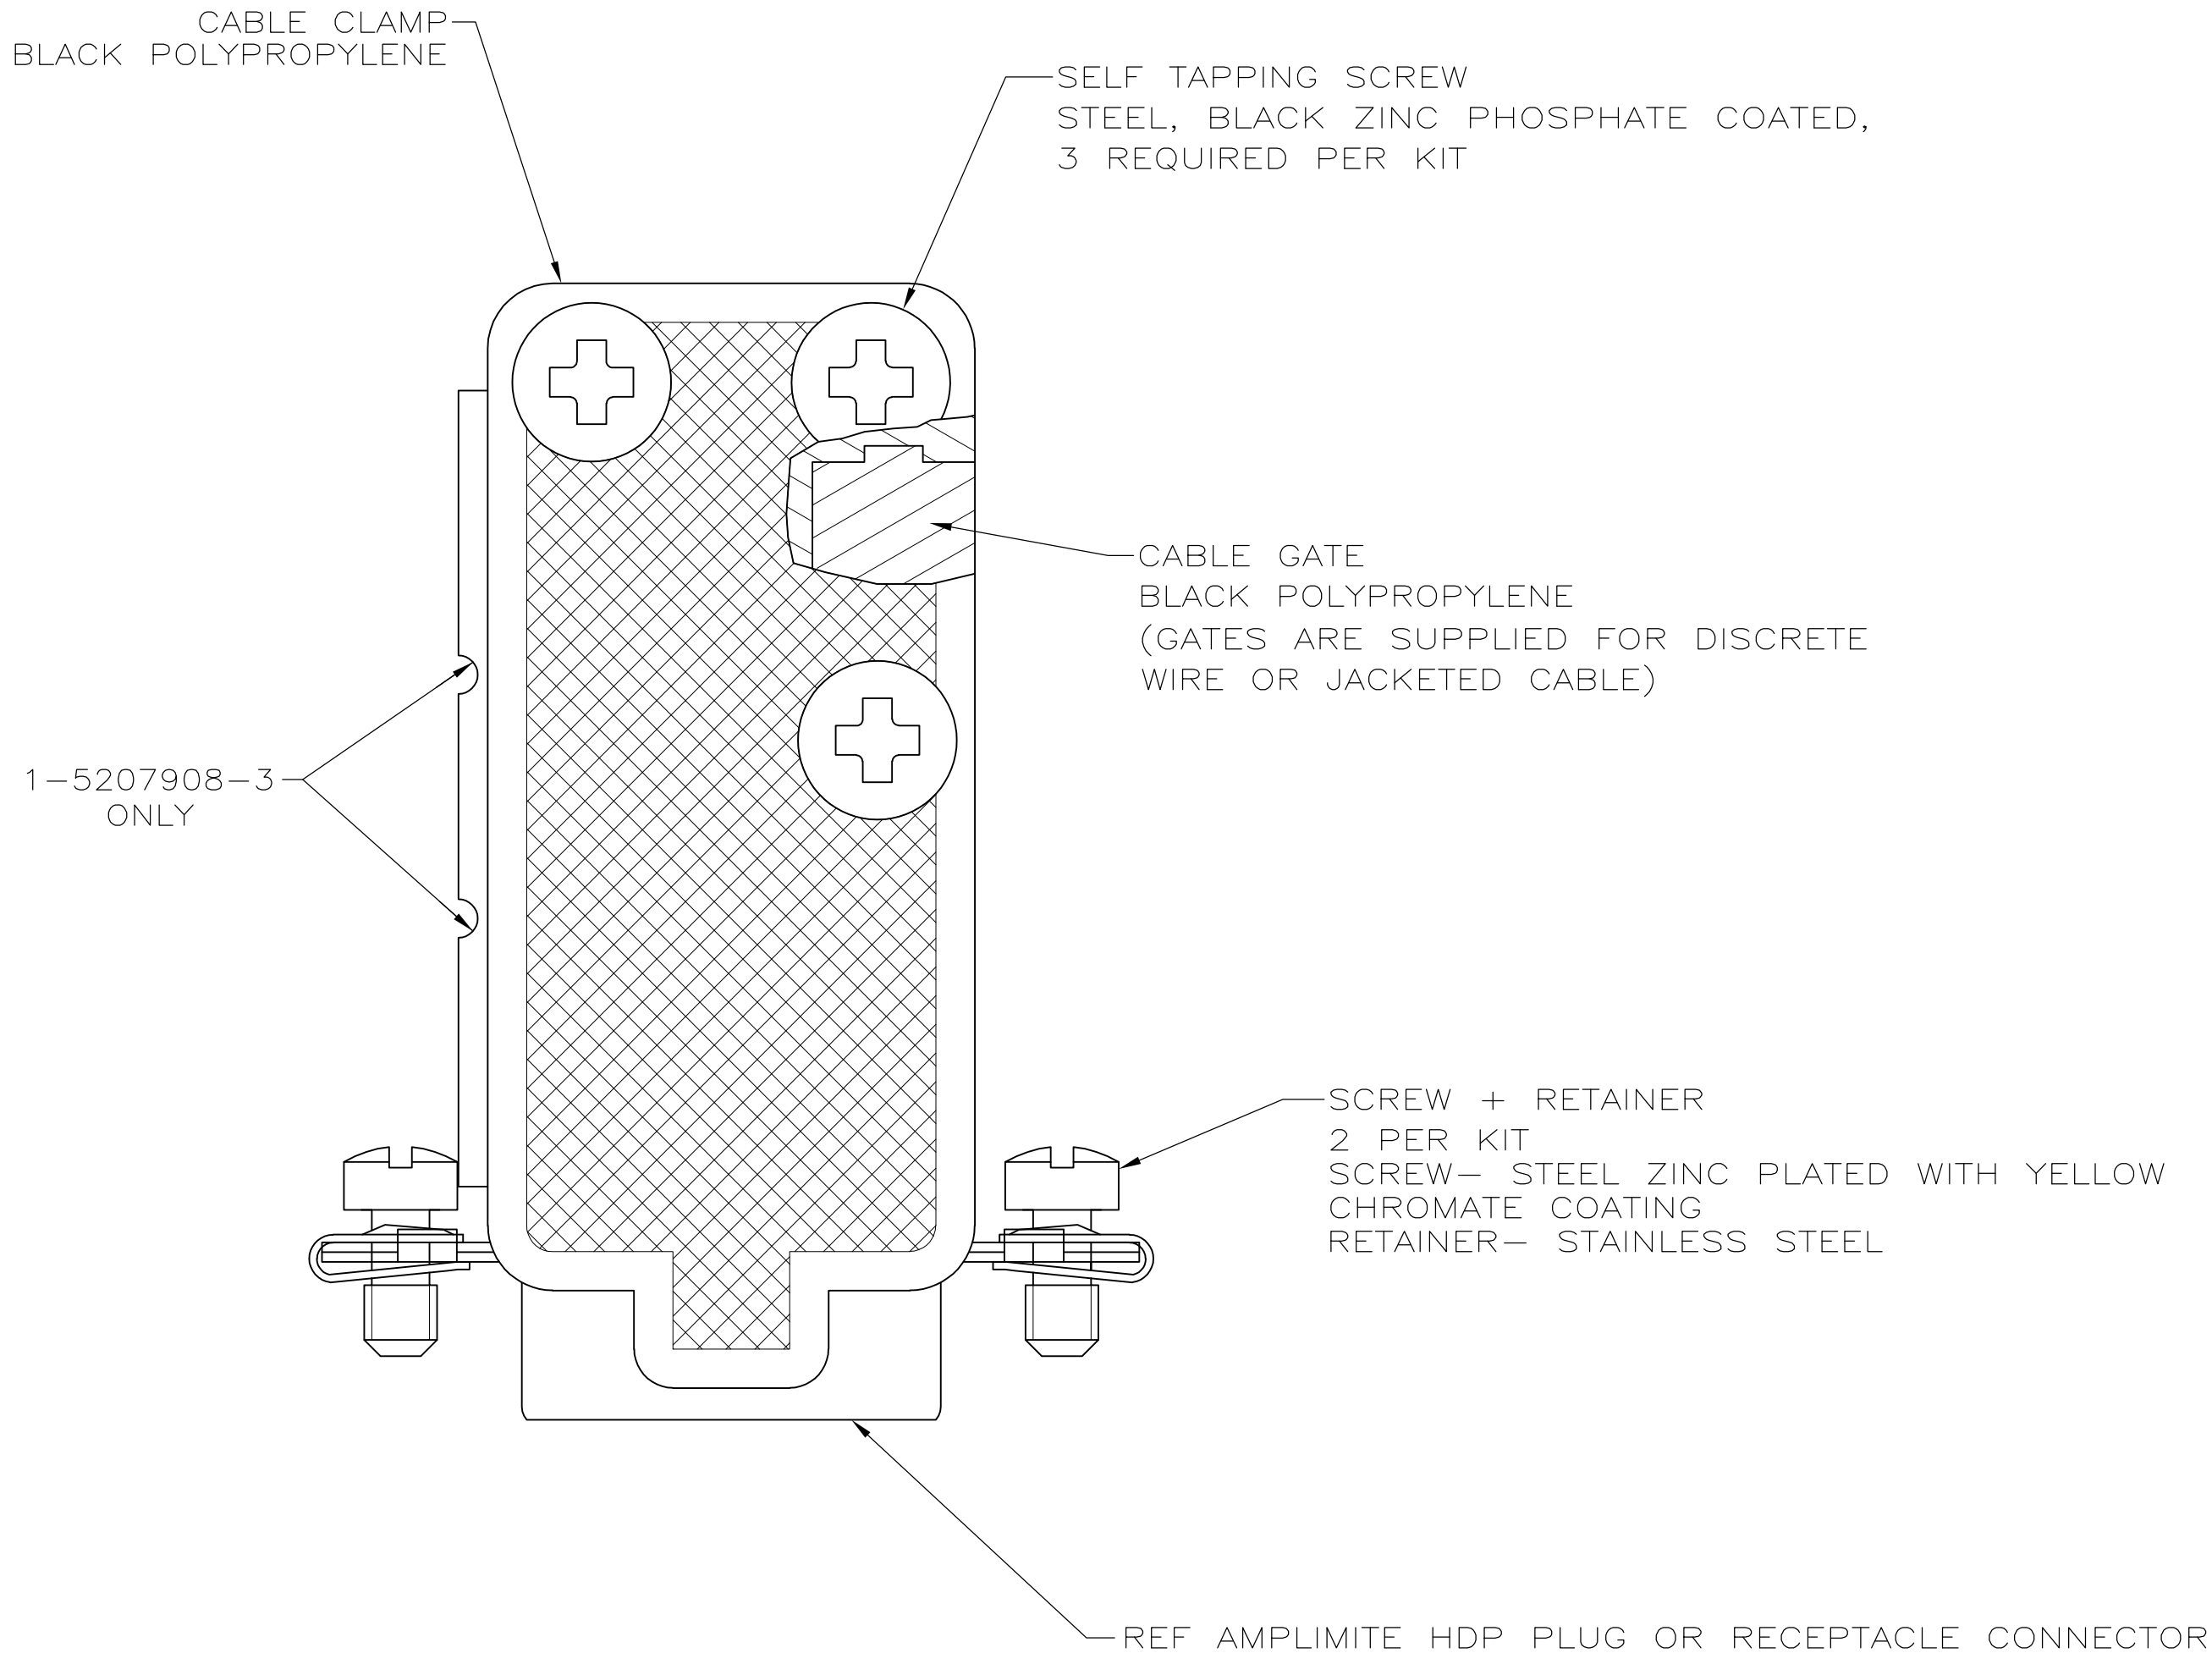 CABLE CLAMP
BLACK POLYPROPYLENE
SELF TAPPING SCREW
STEEL, BLACK ZINC PHOSPHATE COATED,
3 REQUIRED PER KIT
CABLE GATE
BLACK POLYPROPYLENE
(GATES ARE SUPPLIED FOR DISCRETE
WIRE OR JACKETED CABLE)
1-5207908-3
ONLY
SCREW + RETAINER
2 PER KIT
SCREW- STEEL ZINC PLATED WITH YELLOW
CHROMATE COATING
RETAINER- STAINLESS STEEL
REF AMPLIMITE HDP PLUG OR RECEPTACLE CONNECTOR